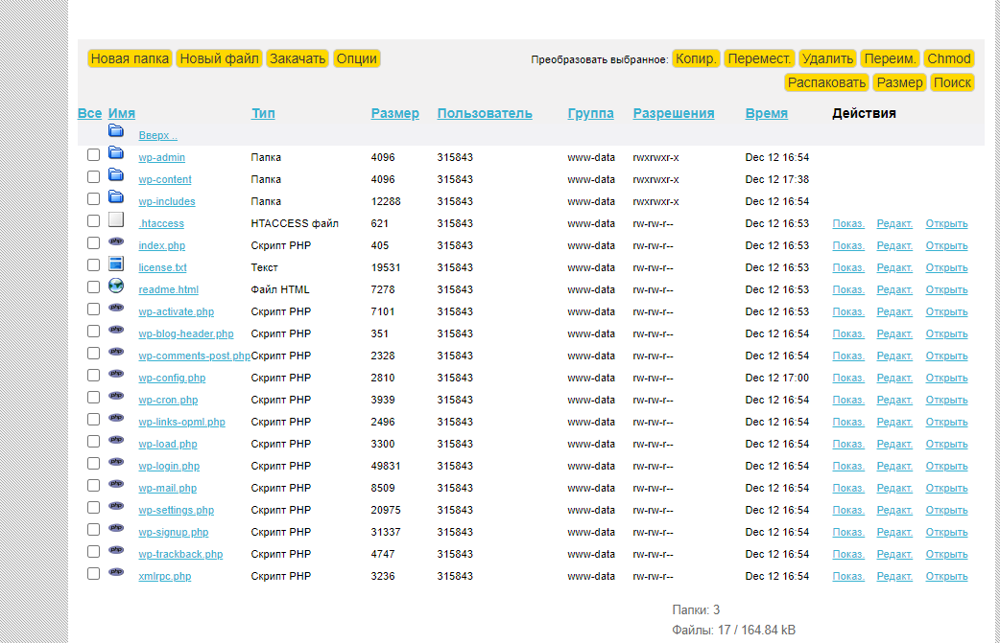 Новая папка Новый файл Закачать Опции Преобразовать выбранное: Копир. Перемест. Удалить Переим. Chmod
Распаковать Размер Поиск
Все Имя Тип Размер Пользователь Группа Разрешения Время Действия
Вверх ..
wp-admin Папка 4096 315843 www-data rwxrwxr-x Dec 12 16:54
wp-content Папка 4096 315843 www-data rwxrwxr-x Dec 12 17:38
wp-includes Папка 12288 315843 www-data rwxrwxr-x Dec 12 16:54
.htaccess HTACCESS файл 621 315843 www-data rw-rw-r-- Dec 12 16:53 Показ. Редакт. Открыть
index.php Скрипт PHP 405 315843 www-data rw-rw-r-- Dec 12 16:53 Показ. Редакт. Открыть
license.txt Текст 19531 315843 www-data rw-rw-r-- Dec 12 16:53 Показ. Редакт. Открыть
readme.html Файл HTML 7278 315843 www-data rw-rw-r-- Dec 12 16:53 Показ. Редакт. Открыть
wp-activate.php Скрипт PHP 7101 315843 www-data rw-rw-r-- Dec 12 16:53 Показ. Редакт. Открыть
wp-blog-header.php Скрипт PHP 351 315843 www-data rw-rw-r-- Dec 12 16:54 Показ. Редакт. Открыть
wp-comments-post.php Скрипт PHP 2328 315843 www-data rw-rw-r-- Dec 12 16:54 Показ. Редакт. Открыть
wp-config.php Скрипт PHP 2810 315843 www-data rw-rw-r-- Dec 12 17:00 Показ. Редакт. Открыть
wp-cron.php Скрипт PHP 3939 315843 www-data rw-rw-r-- Dec 12 16:54 Показ. Редакт. Открыть
wp-links-opml.php Скрипт PHP 2496 315843 www-data rw-rw-r-- Dec 12 16:54 Показ. Редакт. Открыть
wp-load.php Скрипт PHP 3300 315843 www-data rw-rw-r-- Dec 12 16:54 Показ. Редакт. Открыть
wp-login.php Скрипт PHP 49831 315843 www-data rw-rw-r-- Dec 12 16:54 Показ. Редакт. Открыть
wp-mail.php Скрипт PHP 8509 315843 www-data rw-rw-r-- Dec 12 16:54 Показ. Редакт. Открыть
wp-settings.php Скрипт PHP 20975 315843 www-data rw-rw-r-- Dec 12 16:54 Показ. Редакт. Открыть
wp-signup.php Скрипт PHP 31337 315843 www-data rw-rw-r-- Dec 12 16:54 Показ. Редакт. Открыть
wp-trackback.php Скрипт PHP 4747 315843 www-data rw-rw-r-- Dec 12 16:54 Показ. Редакт. Открыть
xmlrpc.php Скрипт PHP 3236 315843 www-data rw-rw-r-- Dec 12 16:54 Показ. Редакт. Открыть
Папки: 3
Файлы: 17 / 164.84 kB